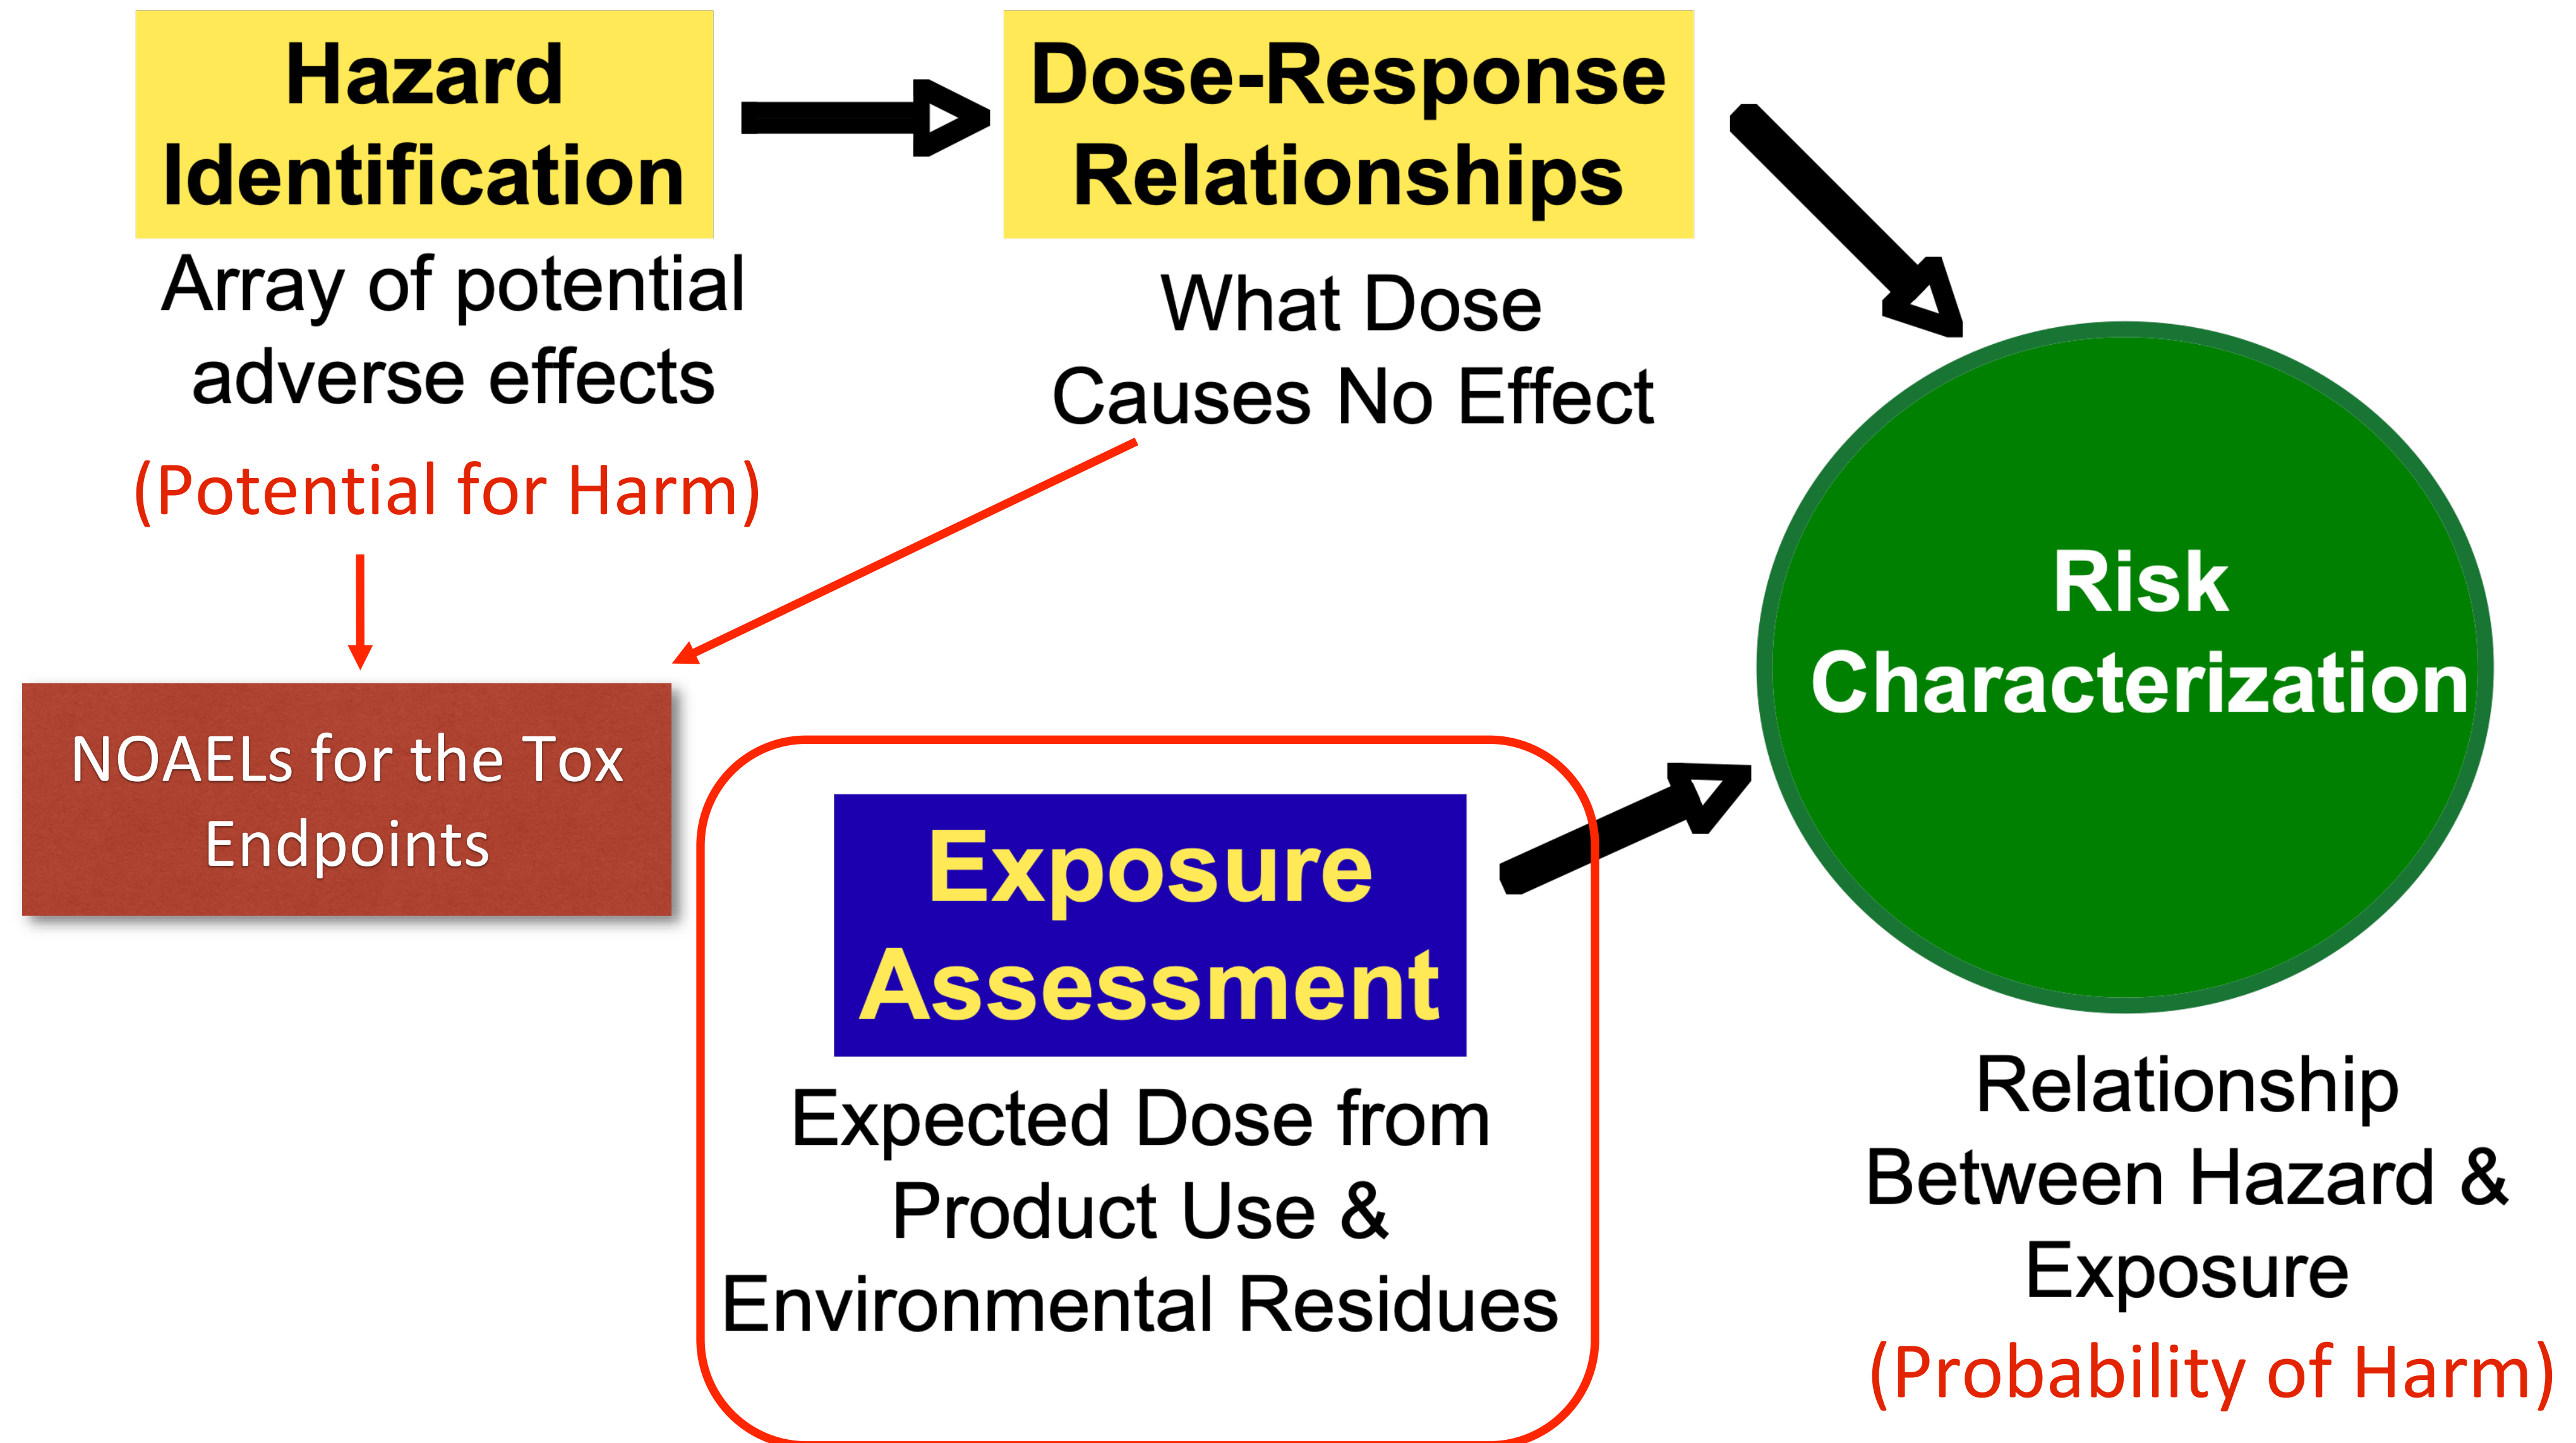 Hazard
Identification
Array of potential
adverse effects
(Potential for Harm)
Dose-Response
Relationships
What Dose
Causes No Effect
NOAELs for the Tox
Endpoints
Exposure
Assessment
Expected Dose from
Product Use &
Environmental Residues
Risk
Characterization
Relationship
Between Hazard &
Exposure
(Probability of Harm)